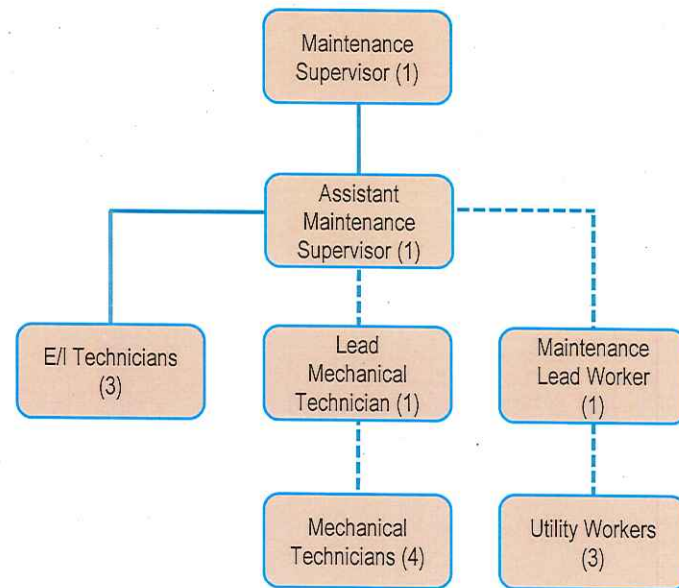 Maintenance
Supervisor (1)
Assistant
Maintenance
Supervisor (1)
E/I Technicians
(3)
Lead
Mechanical
Technician (1)
Maintenance
Lead Worker
(1)
Mechanical
Technicians (4)
Utility Workers
(3)